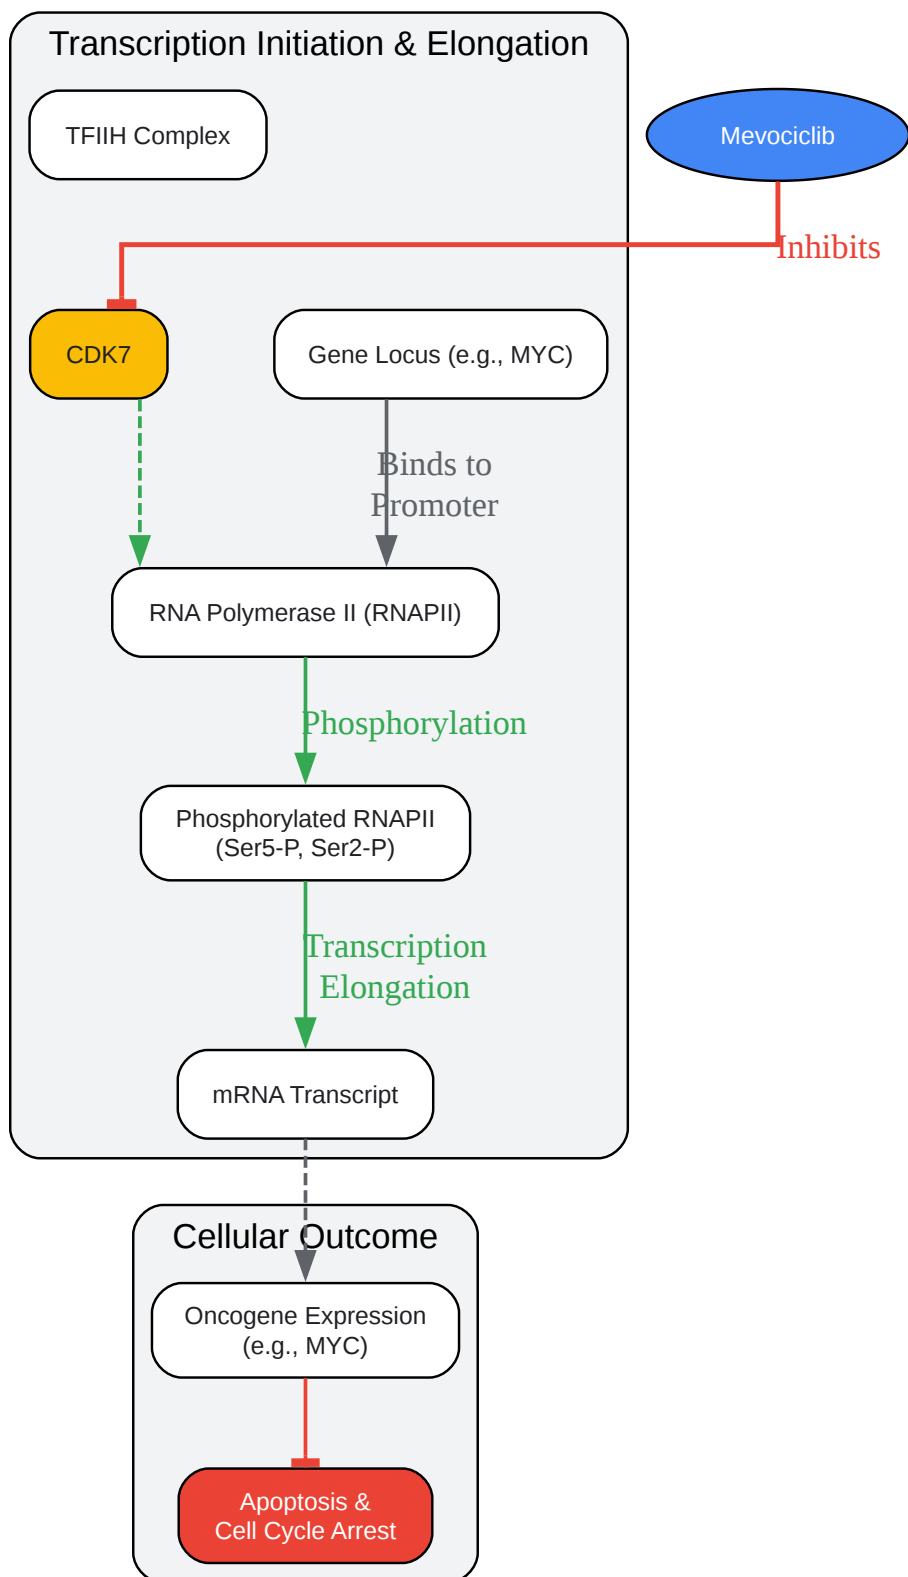 Transcription Initiation & Elongation
TFIIH Complex
Mevociclib
Inhibits
CDK7
Gene Locus (e.g., MYC)
Binds to
Promoter
RNA Polymerase II (RNAPII)
Phosphorylation
Phosphorylated RNAPII
(Ser5-P, Ser2-P)
Transcription
Elongation
mRNA Transcript
Cellular Outcome
Oncogene Expression
(e.g., MYC)
Apoptosis &
Cell Cycle Arrest